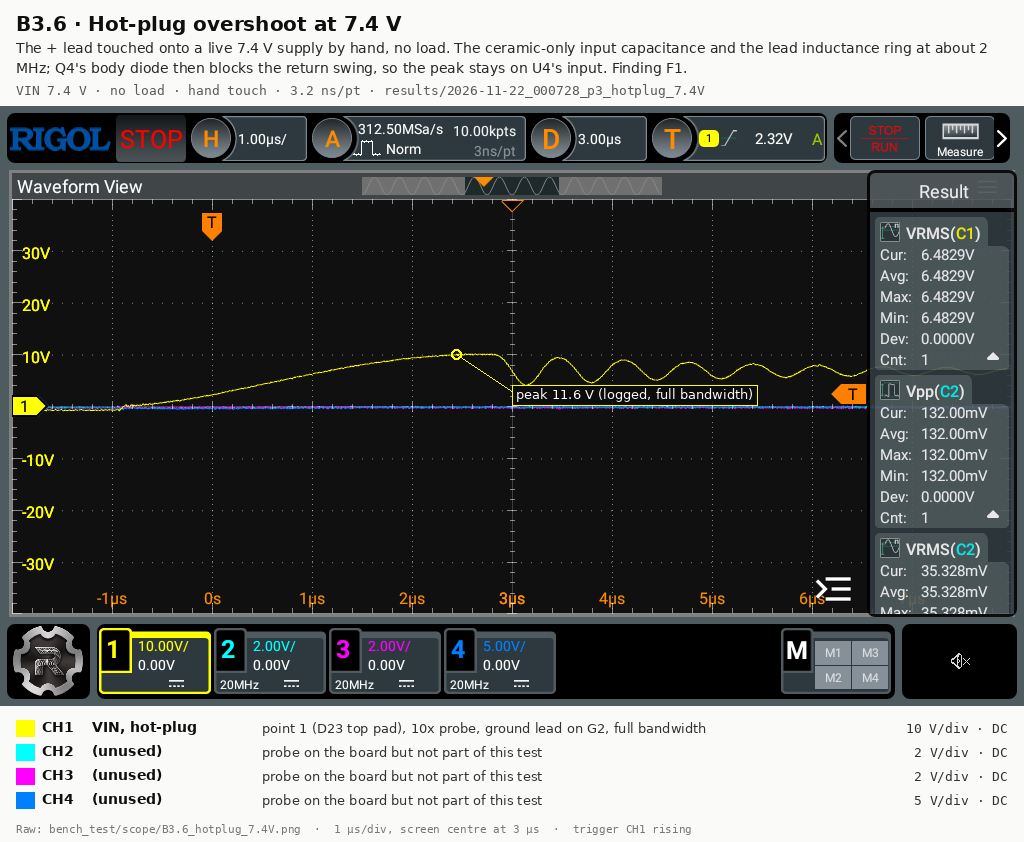 B3.6 · Hot-plug overshoot at 7.4 V
The + lead touched onto a live 7.4 V supply by hand, no load. The ceramic-only input capacitance and the lead inductance ring at about 2
MHz; Q4's body diode then blocks the return swing, so the peak stays on U4's input. Finding F1.
VIN 7.4 V · no load · hand touch · 3.2 ns/pt · results/2026-11-22_000728_p3_hotplug_7.4V
RIGOL STOP H 1.00μs/ A 312.50MSa/s 10.00kpts Norm 3ns/pt D 3.00μs T 1 2.32V A STOP RUN Measure
Waveform View
Result
T
30V
20V
10V
1
-10V
-20V
-30V
peak 11.6 V (logged, full bandwidth)
T
-1μs 0s 1μs 2μs 3μs 4μs 5μs 6μs
VRMS(C1)
Cur: 6.4829V
Avg: 6.4829V
Max: 6.4829V
Min: 6.4829V
Dev: 0.0000V
Cnt: 1
Vpp(C2)
Cur: 132.00mV
Avg: 132.00mV
Max: 132.00mV
Min: 132.00mV
Dev: 0.0000V
Cnt: 1
VRMS(C2)
Cur: 35.328mV
Avg: 35.328mV
Max: 35.328mV
1 10.00V/ 0.00V
2 2.00V/ 0.00V 20MHz
3 2.00V/ 0.00V 20MHz
4 5.00V/ 0.00V 20MHz
M M1 M3 M2 M4
R
CH1 VIN, hot-plug point 1 (D23 top pad), 10x probe, ground lead on G2, full bandwidth 10 V/div · DC
CH2 (unused) probe on the board but not part of this test 2 V/div · DC
CH3 (unused) probe on the board but not part of this test 2 V/div · DC
CH4 (unused) probe on the board but not part of this test 5 V/div · DC
Raw: bench_test/scope/B3.6_hotplug_7.4V.png · 1 μs/div, screen centre at 3 μs · trigger CH1 rising